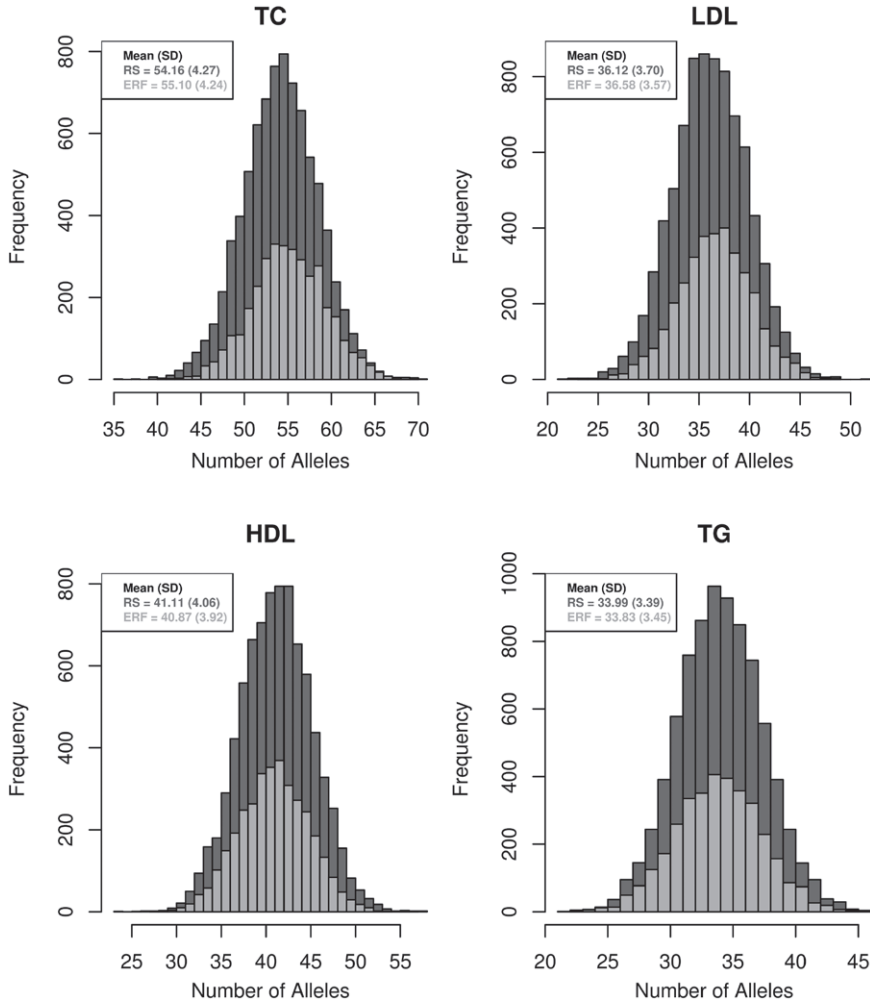 TC
Mean (SD)
RS = 54.16 (4.27)
ERF = 55.10 (4.24)
Frequency
0 200 400 600 800
35 40 45 50 55 60 65 70
Number of Alleles
LDL
Mean (SD)
RS = 36.12 (3.70)
ERF = 36.58 (3.57)
Frequency
0 200 400 600 800
20 25 30 35 40 45 50
Number of Alleles
HDL
Mean (SD)
RS = 41.11 (4.06)
ERF = 40.87 (3.92)
Frequency
0 200 400 600 800
25 30 35 40 45 50 55
Number of Alleles
TG
Mean (SD)
RS = 33.99 (3.39)
ERF = 33.83 (3.45)
Frequency
0 200 400 600 800 1000
20 25 30 35 40 45
Number of Alleles